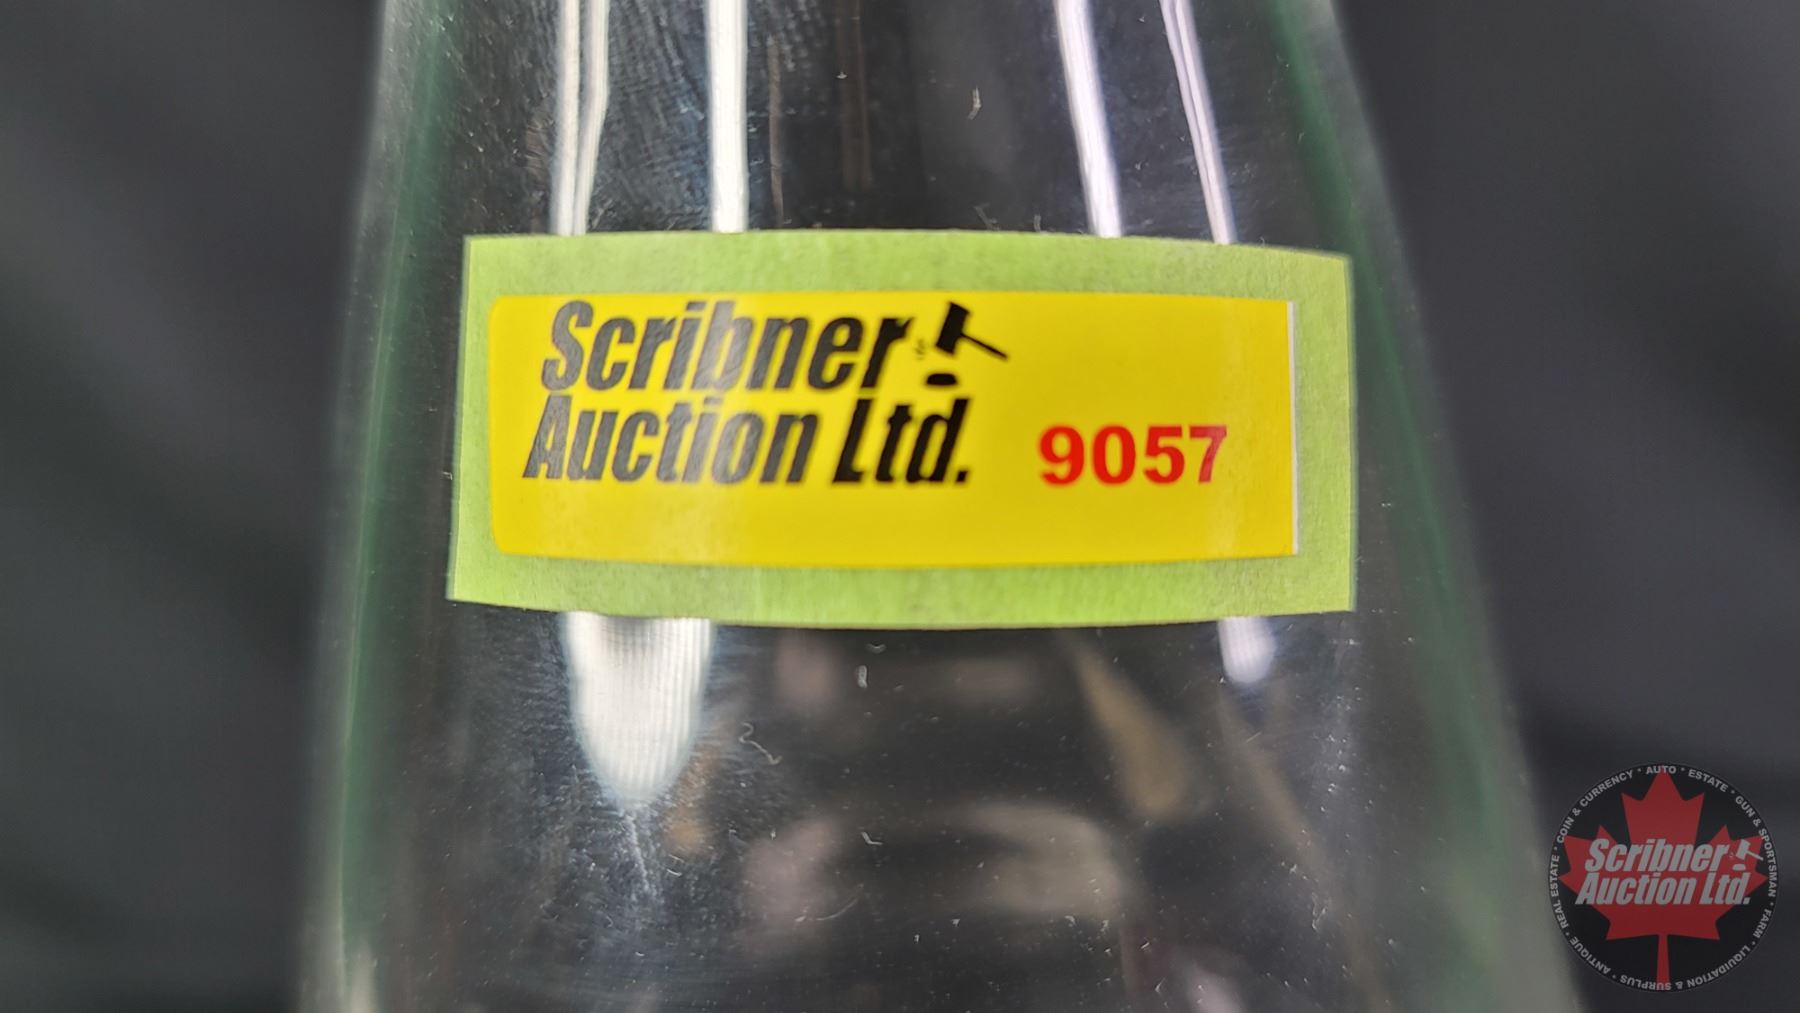 Scribner
Auction Ltd. 9057
ANTIQUE • REAL ESTATE • COIN & CURRENCY • AUTO • ESTATE • GUN & SPORTSMAN • FARM • LIQUIDATION & SURPLUS •
Scribner
Auction Ltd.